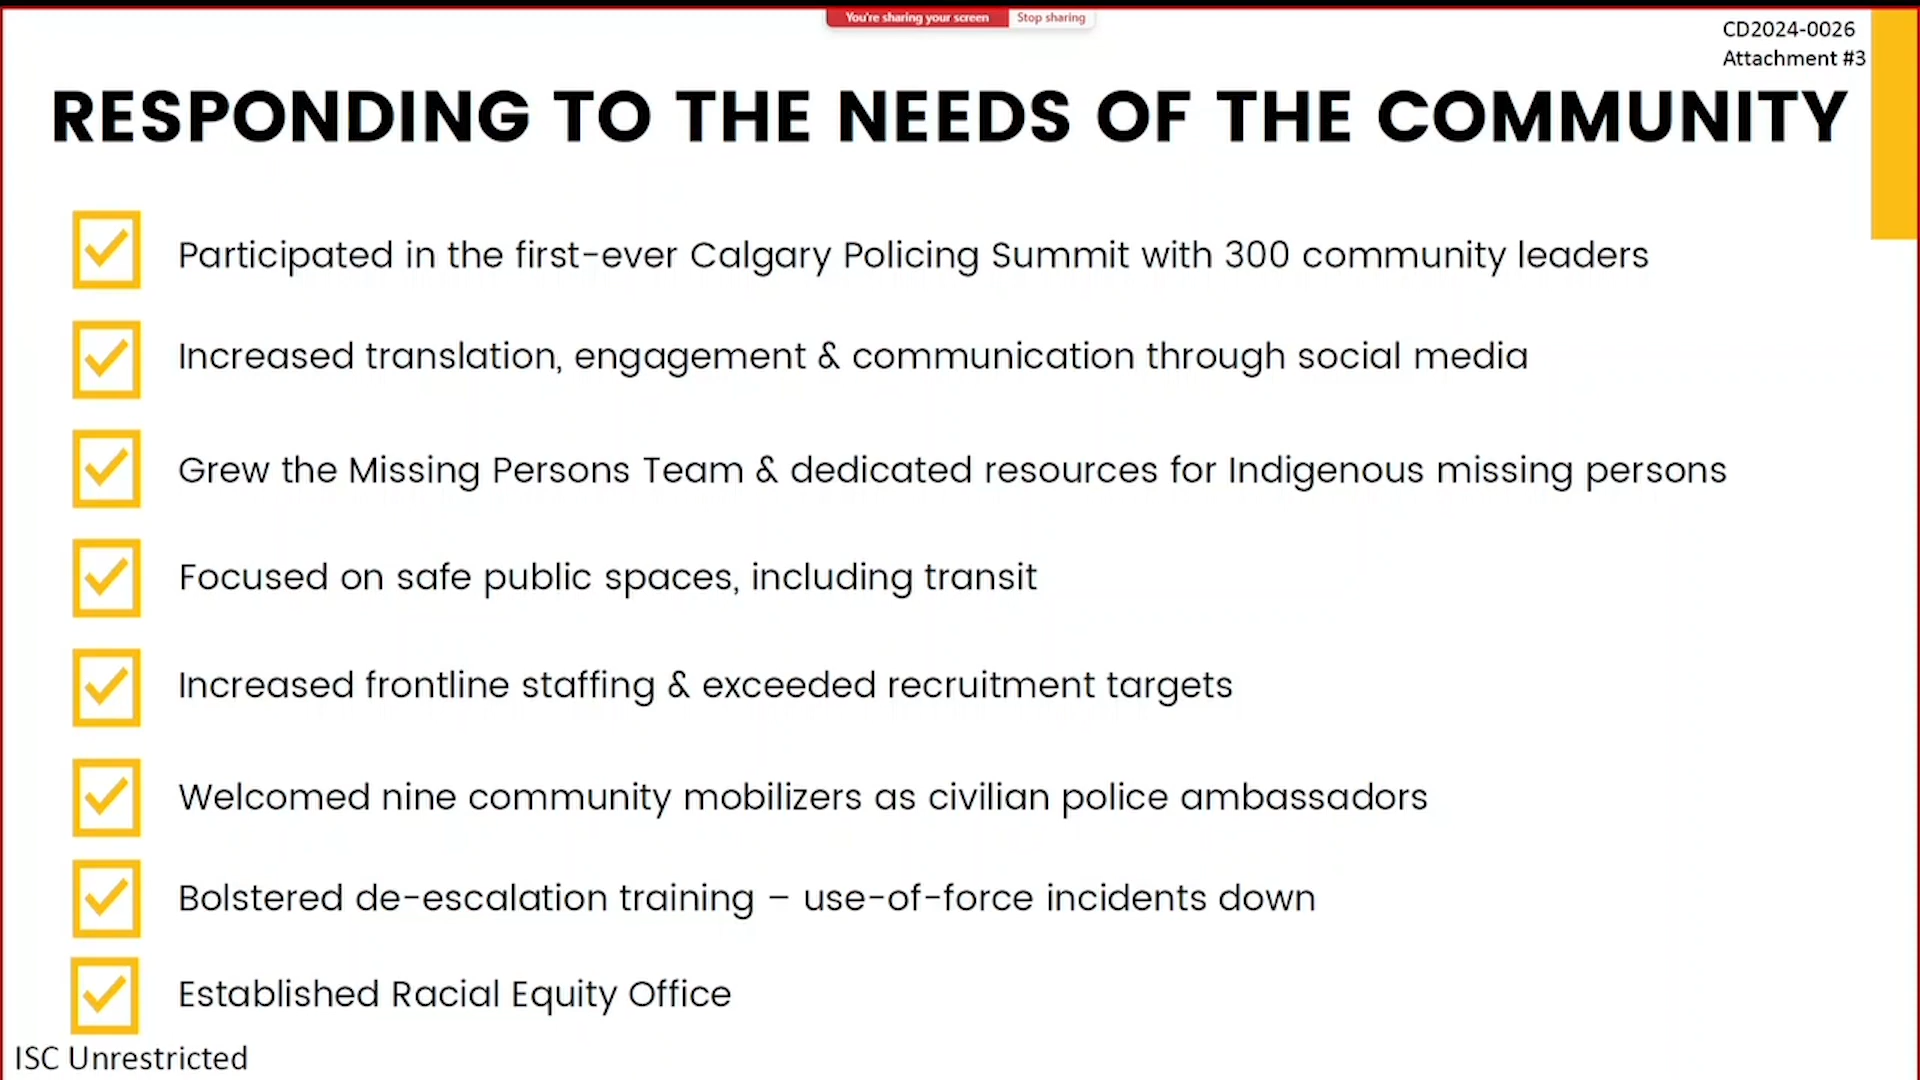 You're sharing your screen Stop sharing
CD2024-0026
Attachment #3
RESPONDING TO THE NEEDS OF THE COMMUNITY
Participated in the first-ever Calgary Policing Summit with 300 community leaders
Increased translation, engagement & communication through social media
Grew the Missing Persons Team & dedicated resources for Indigenous missing persons
Focused on safe public spaces, including transit
Increased frontline staffing & exceeded recruitment targets
Welcomed nine community mobilizers as civilian police ambassadors
Bolstered de-escalation training – use-of-force incidents down
Established Racial Equity Office
ISC Unrestricted